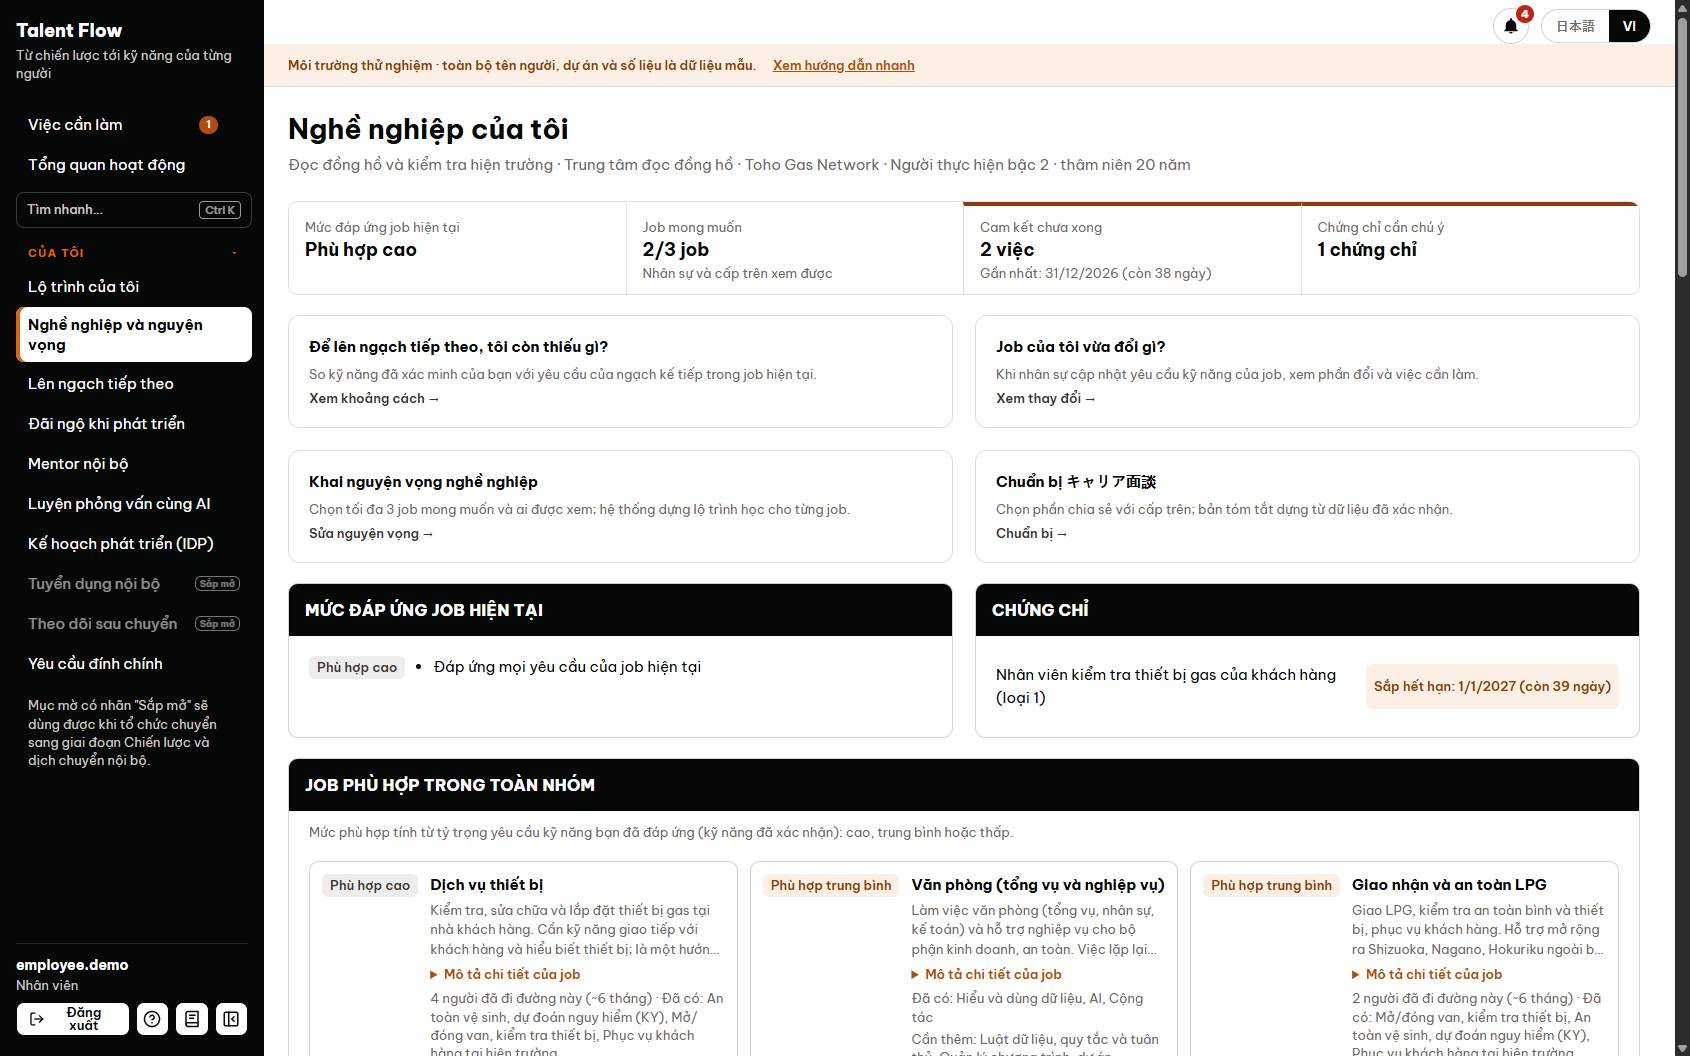 Talent Flow
Từ chiến lược tới kỹ năng của từng
người
Việc cần làm
1
Tổng quan hoạt động
Tìm nhanh...
Ctrl K
CỦA TÔI
Lộ trình của tôi
Nghề nghiệp và nguyện
vọng
Lên ngạch tiếp theo
Đãi ngộ khi phát triển
Mentor nội bộ
Luyện phỏng vấn cùng AI
Kế hoạch phát triển (IDP)
Tuyển dụng nội bộ
Sắp mở
Theo dõi sau chuyển
Sắp mở
Yêu cầu đính chính
Mục mờ có nhãn "Sắp mở" sẽ
dùng được khi tổ chức chuyển
sang giai đoạn Chiến lược và
dịch chuyển nội bộ.
employee.demo
Nhân viên
Đăng
xuất
4
日本語
VI
Môi trường thử nghiệm · toàn bộ tên người, dự án và số liệu là dữ liệu mẫu.
Xem hướng dẫn nhanh
Nghề nghiệp của tôi
Đọc đồng hồ và kiểm tra hiện trường · Trung tâm đọc đồng hồ · Toho Gas Network · Người thực hiện bậc 2 · thâm niên 20 năm
Mức đáp ứng job hiện tại
Phù hợp cao
Job mong muốn
2/3 job
Nhân sự và cấp trên xem được
Cam kết chưa xong
2 việc
Gần nhất: 31/12/2026 (còn 38 ngày)
Chứng chỉ cần chú ý
1 chứng chỉ
Để lên ngạch tiếp theo, tôi còn thiếu gì?
So kỹ năng đã xác minh của bạn với yêu cầu của ngạch kế tiếp trong job hiện tại.
Xem khoảng cách →
Job của tôi vừa đổi gì?
Khi nhân sự cập nhật yêu cầu kỹ năng của job, xem phần đổi và việc cần làm.
Xem thay đổi →
Khai nguyện vọng nghề nghiệp
Chọn tối đa 3 job mong muốn và ai được xem; hệ thống dựng lộ trình học cho từng job.
Sửa nguyện vọng →
Chuẩn bị キャリア面談
Chọn phần chia sẻ với cấp trên; bản tóm tắt dựng từ dữ liệu đã xác nhận.
Chuẩn bị →
MỨC ĐÁP ỨNG JOB HIỆN TẠI
Phù hợp cao
• Đáp ứng mọi yêu cầu của job hiện tại
CHỨNG CHỈ
Nhân viên kiểm tra thiết bị gas của khách hàng
(loại 1)
Sắp hết hạn: 1/1/2027 (còn 39 ngày)
JOB PHÙ HỢP TRONG TOÀN NHÓM
Mức phù hợp tính từ tỷ trọng yêu cầu kỹ năng bạn đã đáp ứng (kỹ năng đã xác nhận): cao, trung bình hoặc thấp.
Phù hợp cao
Dịch vụ thiết bị
Kiểm tra, sửa chữa và lắp đặt thiết bị gas tại
nhà khách hàng. Cần kỹ năng giao tiếp với
khách hàng và hiểu biết thiết bị; là một hướn...
▶ Mô tả chi tiết của job
4 người đã đi đường này (~6 tháng) · Đã có: An
toàn vệ sinh, dự đoán nguy hiểm (KY), Mở/
đóng van, kiểm tra thiết bị, Phục vụ khách
hàng tại hiện trường
Phù hợp trung bình
Văn phòng (tổng vụ và nghiệp vụ)
Làm việc văn phòng (tổng vụ, nhân sự,
kế toán) và hỗ trợ nghiệp vụ cho bộ
phận kinh doanh, an toàn. Việc lặp lại...
▶ Mô tả chi tiết của job
Đã có: Hiểu và dùng dữ liệu, AI, Cộng
tác
Cần thêm: Luật dữ liệu, quy tắc và tuân
thủ, Quản lý chương trình, dự án
Phù hợp trung bình
Giao nhận và an toàn LPG
Giao LPG, kiểm tra an toàn bình và thiết
bị, phục vụ khách hàng. Hỗ trợ mở rộng
ra Shizuoka, Nagano, Hokuriku ngoài b...
▶ Mô tả chi tiết của job
2 người đã đi đường này (~6 tháng) · Đã
có: Mở/đóng van, kiểm tra thiết bị, An
toàn vệ sinh, dự đoán nguy hiểm (KY),
Phục vụ khách hàng tại hiện trường